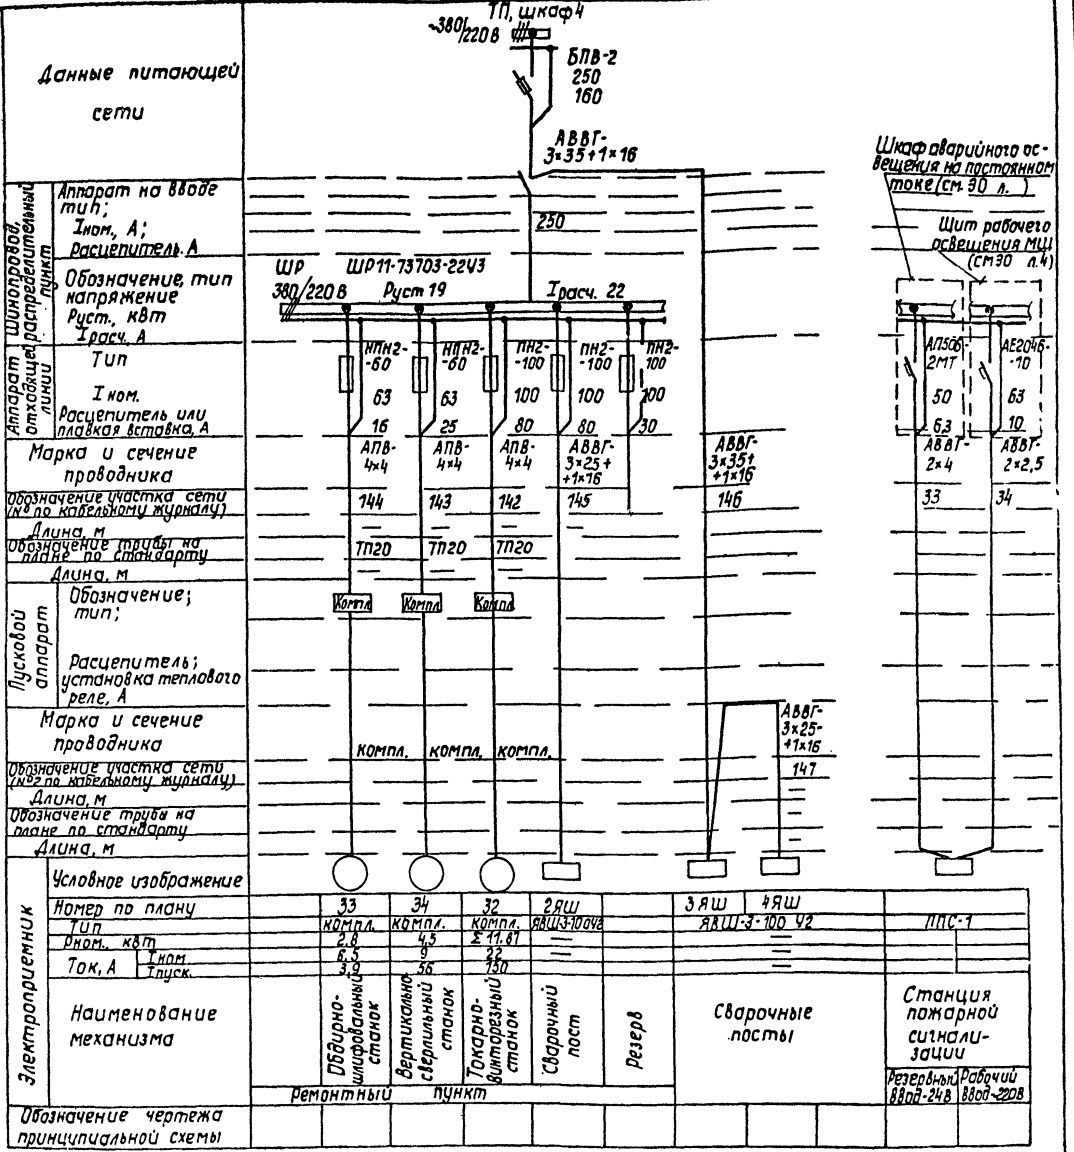 ТП, шкаф 4
~380/220 В
Данные питающей
сети
БПВ-2
250
160
АВВГ-
3×35+1×16
Шкаф аварийного ос-
вещения на постоянном
токе (см. ЭО л. )
Щит рабочего
освещения МЩ
(см ЭО л.4)
Шинопровод,
распределительный
пункт
Аппарат на вводе
тип;
Iном., А;
Расцепитель. А
250
Обозначение, тип
напряжение
Руст., кВт
Iрасч. А
ШР ШР11-73703-22У3
380/220 В Руст 19 Iрасч. 22
Аппарат
отходящей
линии
Тип
I ном.
Расцепитель или
плавкая вставка, А
НПН2- НПН2- ПН2- ПН2- ПН2- АП50Б- АЕ2046-
-60 -60 -100 -100 100 2МТ -10
63 63 100 100 100 50 63
16 25 80 80 30 6,3 10
Марка и сечение
проводника
АПВ- АПВ- АПВ- АВВГ- АВВГ- АВВГ- АВВГ-
4×4 4×4 4×4 3×25+ 3×35+ 2×4 2×2,5
+1×16 +1×16
Обозначение участка сети
(№ по кабельному журналу)
144 143 142 145 146 33 34
Длина, м
— — —
Обозначение трубы на
плане по стандарту
ТП20 ТП20 ТП20
Длина, м
— — —
Пусковой
аппарат
Обозначение;
тип;
Компл Компл Компл
Расцепитель;
установка теплового
реле, А
Марка и сечение
проводника
компл. компл. компл.
АВВГ-
3×25-
+1×16
Обозначение участка сети
(№ по кабельному журналу)
147
Длина, м
—
Обозначение трубы на
плане по стандарту
—
Длина, м
—
Электроприемник
Условное изображение
Номер по плану 33 34 32 2ЯШ 3 ЯШ 4ЯШ
Тип компл. компл. компл. ЯВШ-3-100У3 ЯВШ-3-100 У2 ППС-1
Рном., кВт 2,8 4,5 Σ 11.87 — —
Ток, А
Iном 6,5 9 22 — —
Iпуск. 3,9 56 150 —
Наименование
механизма
Обдирно-
шлифовальный
станок
Вертикально-
сверлильный
станок
Токарно-
винторезный
станок
Сварочный
пост
Резерв
Сварочные
посты
Станция
пожарной
сигнали-
зации
Резервный
ввод-24В
Рабочий
ввод~220В
Ремонтный пункт
Обозначение чертежа
принципиальной схемы